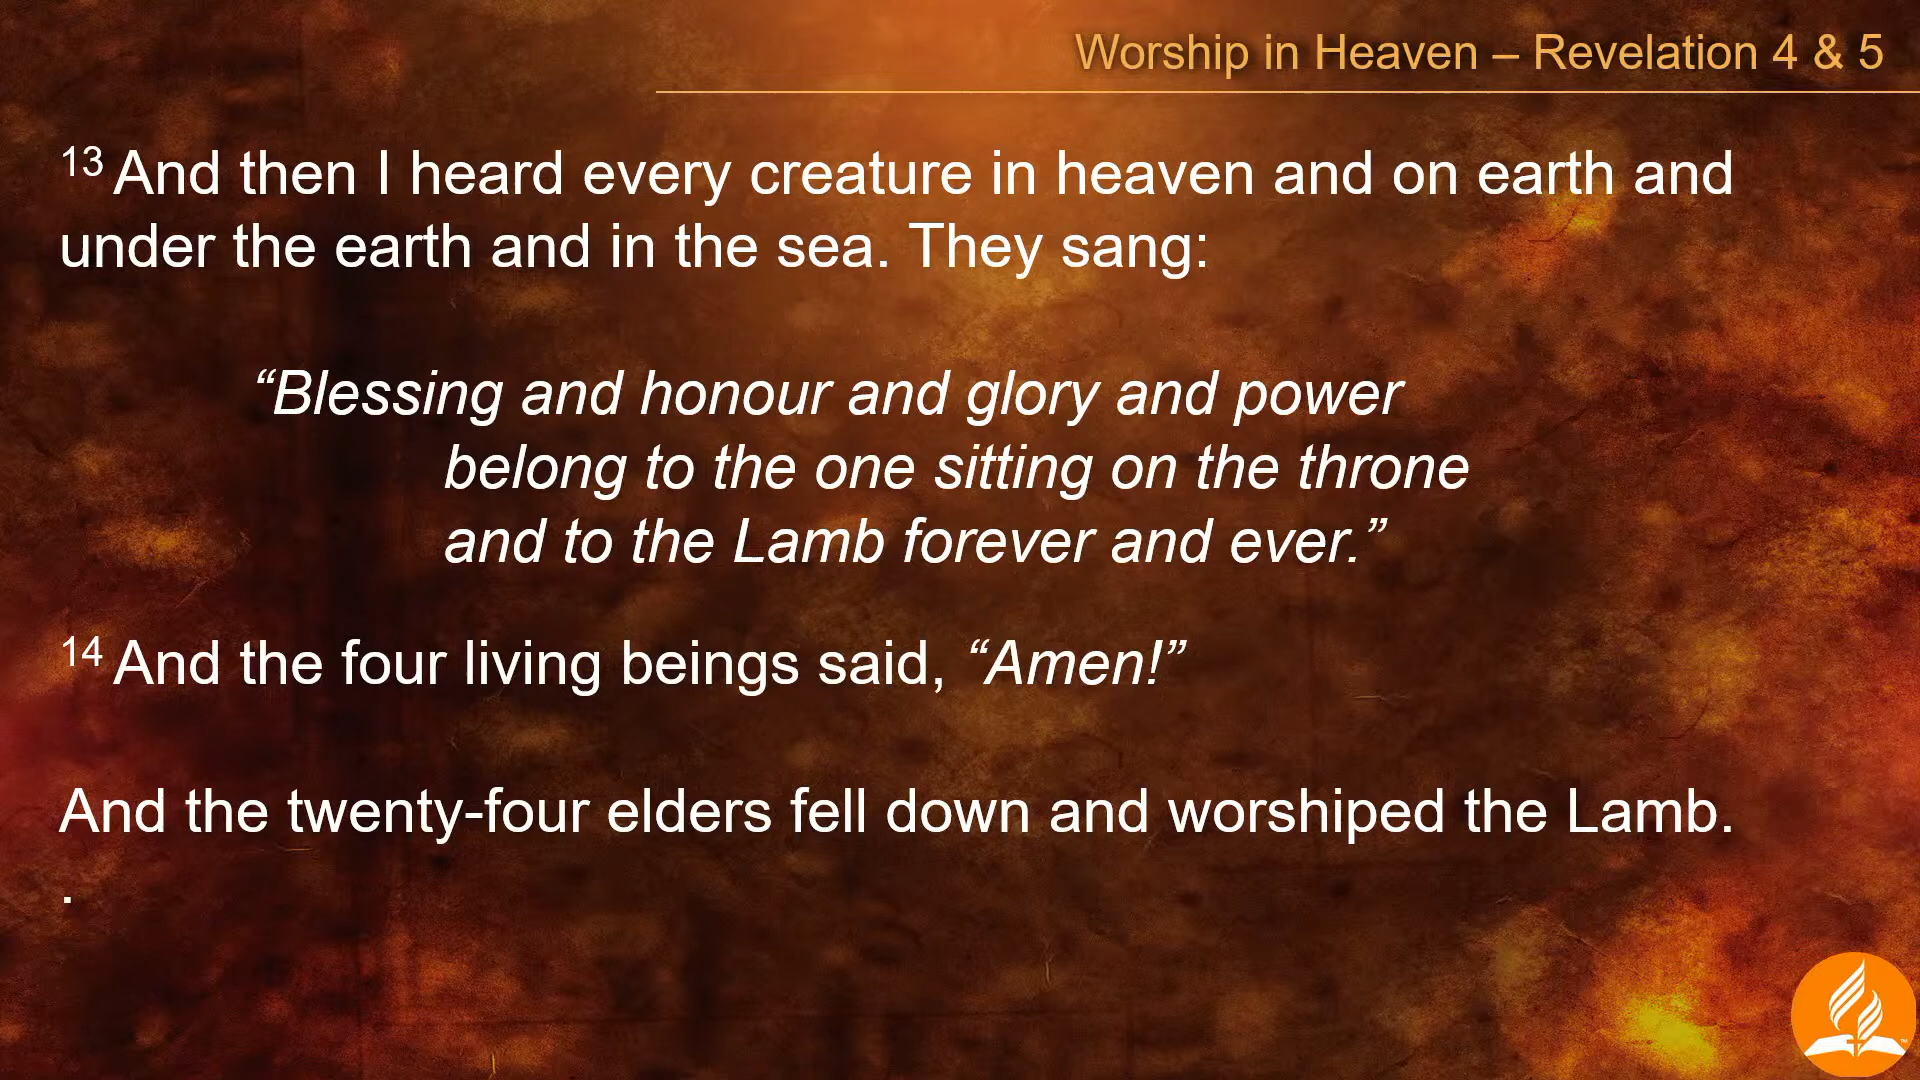 Worship in Heaven – Revelation 4 & 5
13 And then I heard every creature in heaven and on earth and
under the earth and in the sea. They sang:
“Blessing and honour and glory and power
belong to the one sitting on the throne
and to the Lamb forever and ever.”
14 And the four living beings said, “Amen!”
And the twenty-four elders fell down and worshiped the Lamb.
.